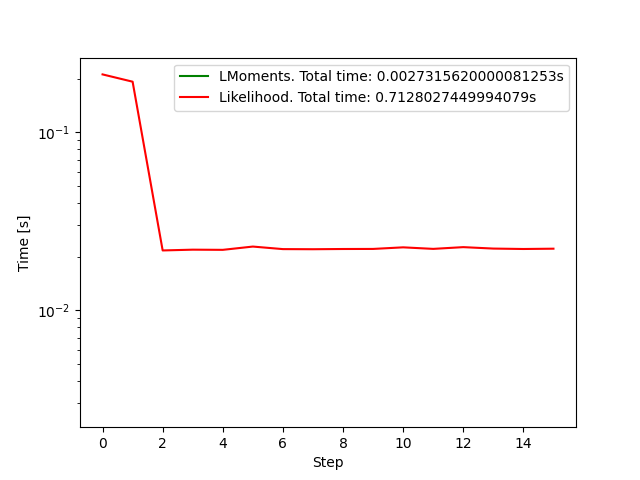 LMoments. Total time: 0.0027315620000081253s
Likelihood. Total time: 0.7128027449994079s
10⁻¹
10⁻²
Time [s]
0 2 4 6 8 10 12 14
Step